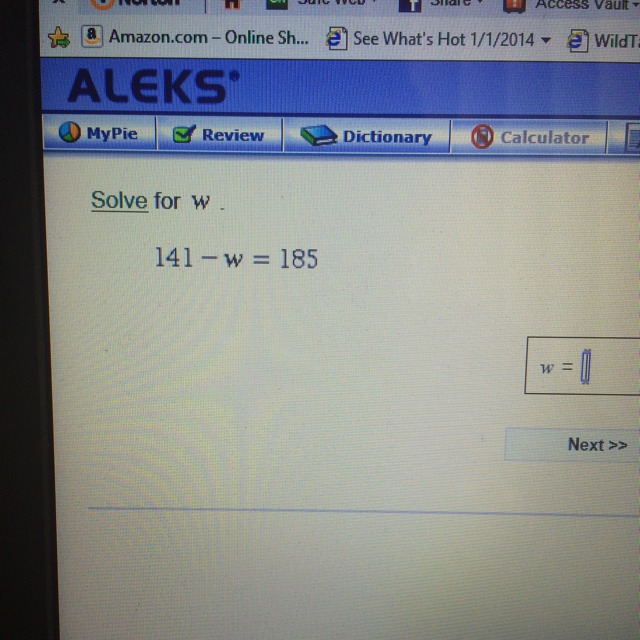 Norton Safe Web Share Access Vault
a Amazon.com – Online Sh... See What's Hot 1/1/2014
ALEKS®
MyPie Review Dictionary Calculator
Solve for w .
141 − w = 185
w =
Next >>